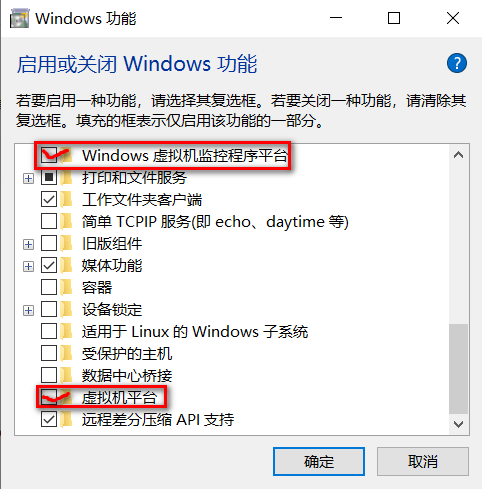 Windows 功能
启用或关闭 Windows 功能
?
若要启用一种功能，请选择其复选框。若要关闭一种功能，请清除其
复选框。填充的框表示仅启用该功能的一部分。
Windows 虚拟机监控程序平台
打印和文件服务
工作文件夹客户端
简单 TCPIP 服务(即 echo、daytime 等)
旧版组件
媒体功能
容器
设备锁定
适用于 Linux 的 Windows 子系统
受保护的主机
数据中心桥接
虚拟机平台
远程差分压缩 API 支持
确定
取消